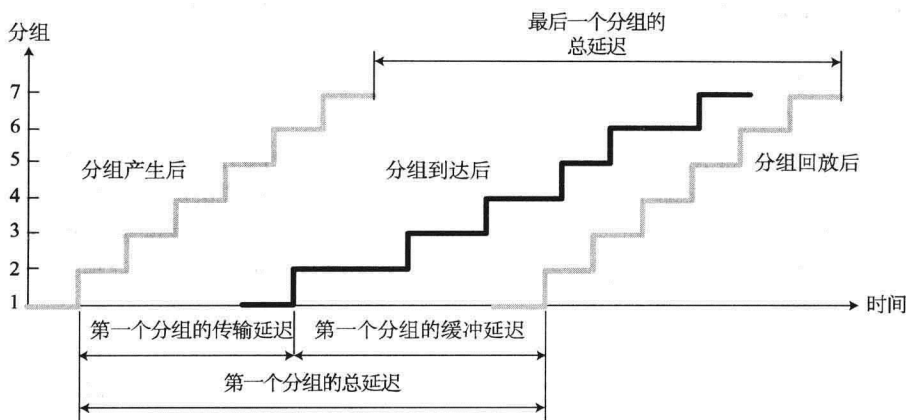 最后一个分组的
总延迟
分组
7
6
5
4
3
2
1
分组产生后
分组到达后
分组回放后
时间
第一个分组的传输延迟
第一个分组的缓冲延迟
第一个分组的总延迟